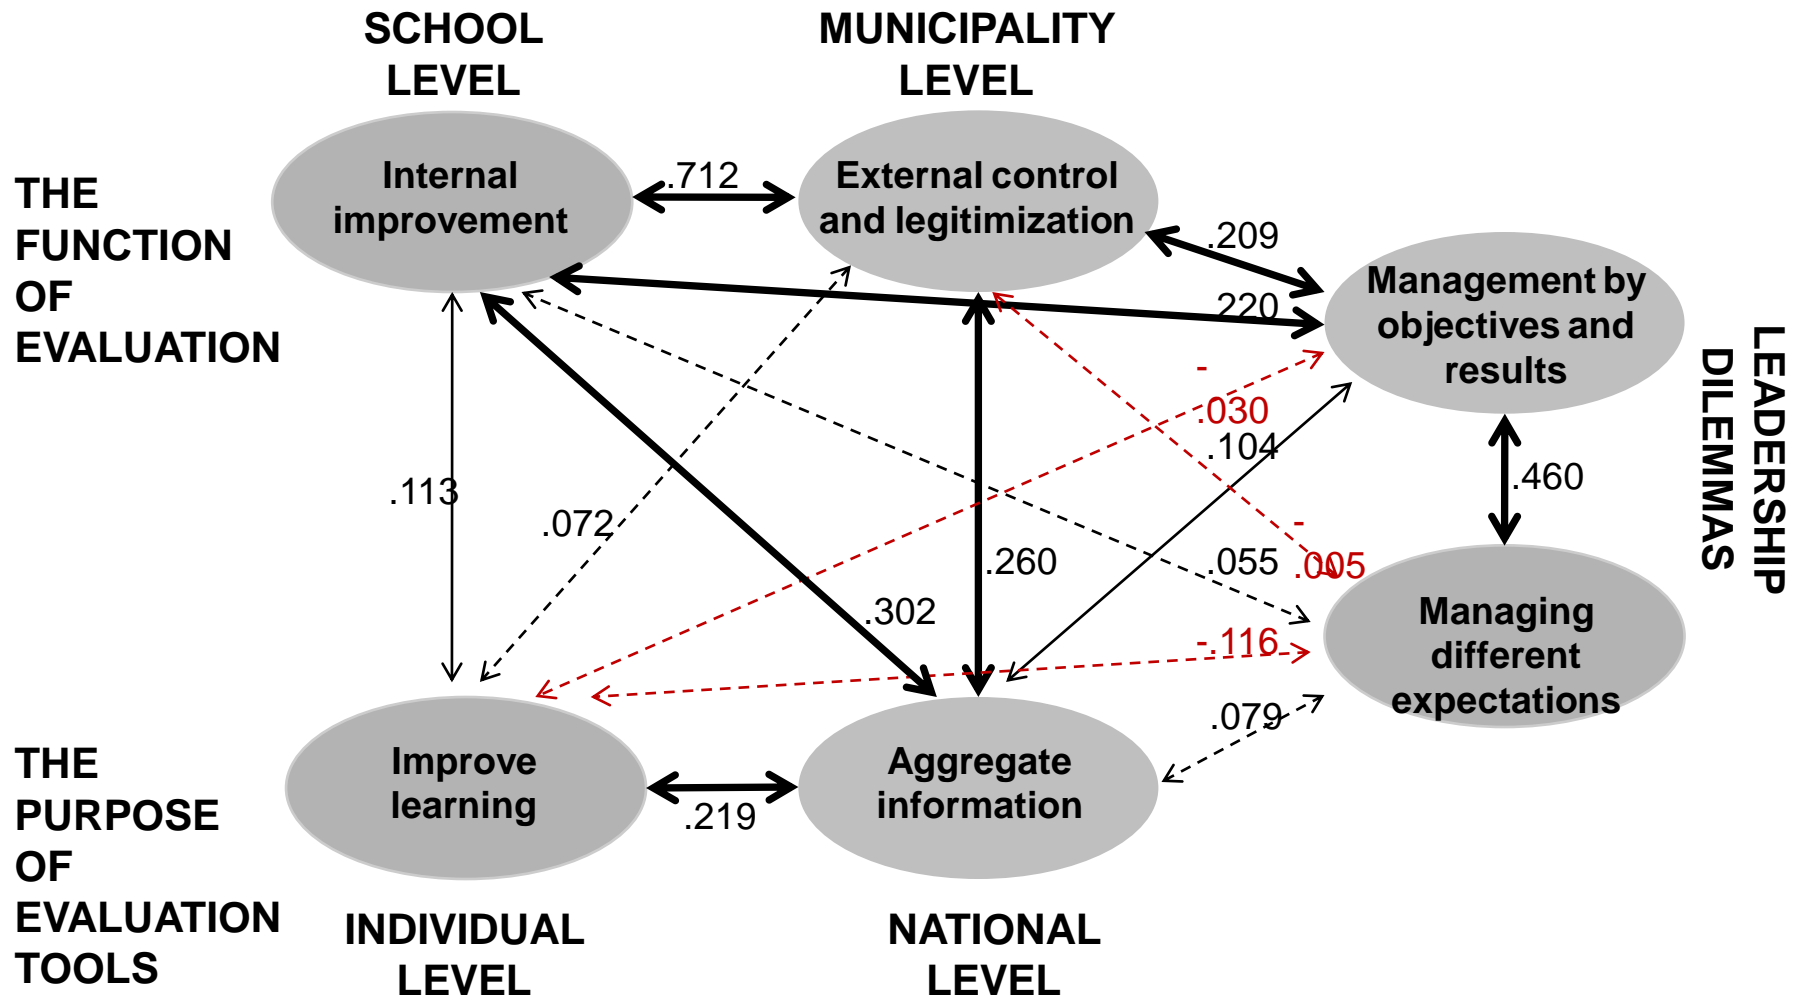 SCHOOL
LEVEL
MUNICIPALITY
LEVEL
THE
FUNCTION
OF
EVALUATION
Internal
improvement
.712
External control
and legitimization
.209
.220
Management by
objectives and
results
LEADERSHIP
DILEMMAS
-
.030
.104
.460
.113
.072
.260
.302
.055
-
.005
-.116
.079
Managing
different
expectations
THE
PURPOSE
OF
EVALUATION
TOOLS
Improve
learning
.219
Aggregate
information
INDIVIDUAL
LEVEL
NATIONAL
LEVEL